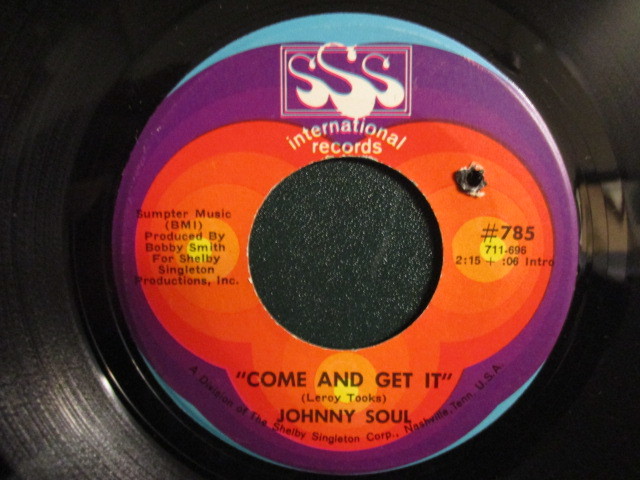 SSS
international
records
Sumpter Music
(BMI)
Produced By
Bobby Smith
For Shelby
Singleton
Productions, Inc.
#785
711-696
2:15 + :06 Intro
"COME AND GET IT"
(Leroy Tooks)
JOHNNY SOUL
A Division of The Shelby Singleton Corp., Nashville, Tenn. U.S.A.